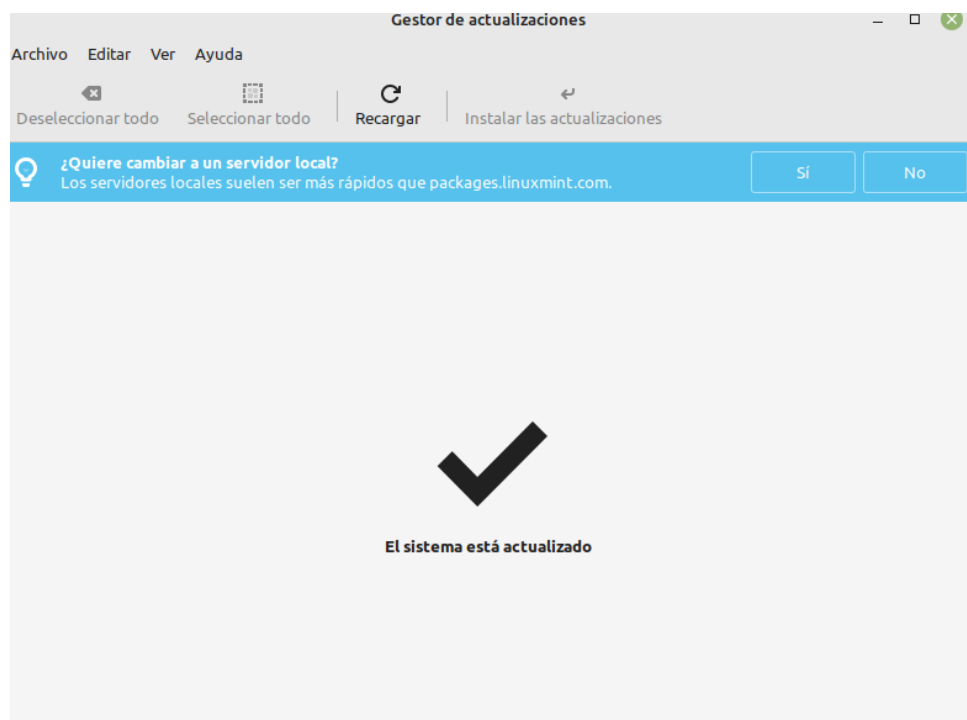 Gestor de actualizaciones
Archivo Editar Ver Ayuda
Deseleccionar todo Seleccionar todo Recargar Instalar las actualizaciones
¿Quiere cambiar a un servidor local?
Los servidores locales suelen ser más rápidos que packages.linuxmint.com.
Sí No
El sistema está actualizado